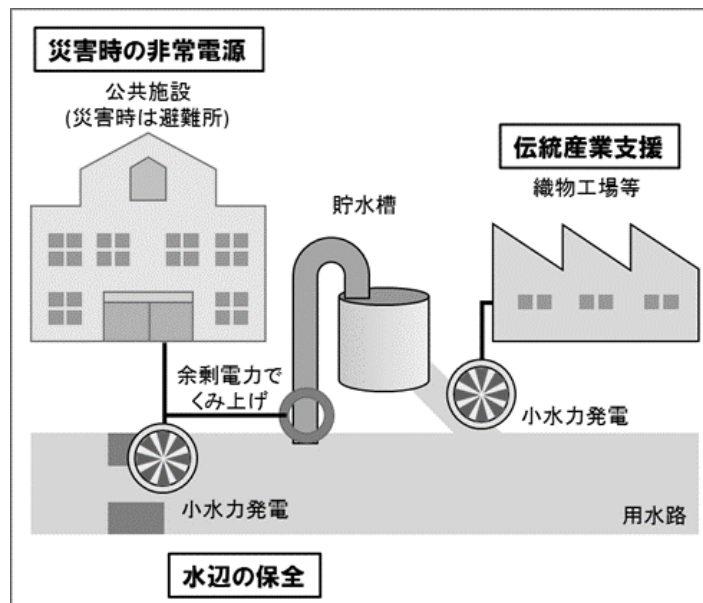 災害時の非常電源
公共施設
(災害時は避難所)
伝統産業支援
織物工場等
貯水槽
余剰電力で
くみ上げ
小水力発電
小水力発電
用水路
水辺の保全